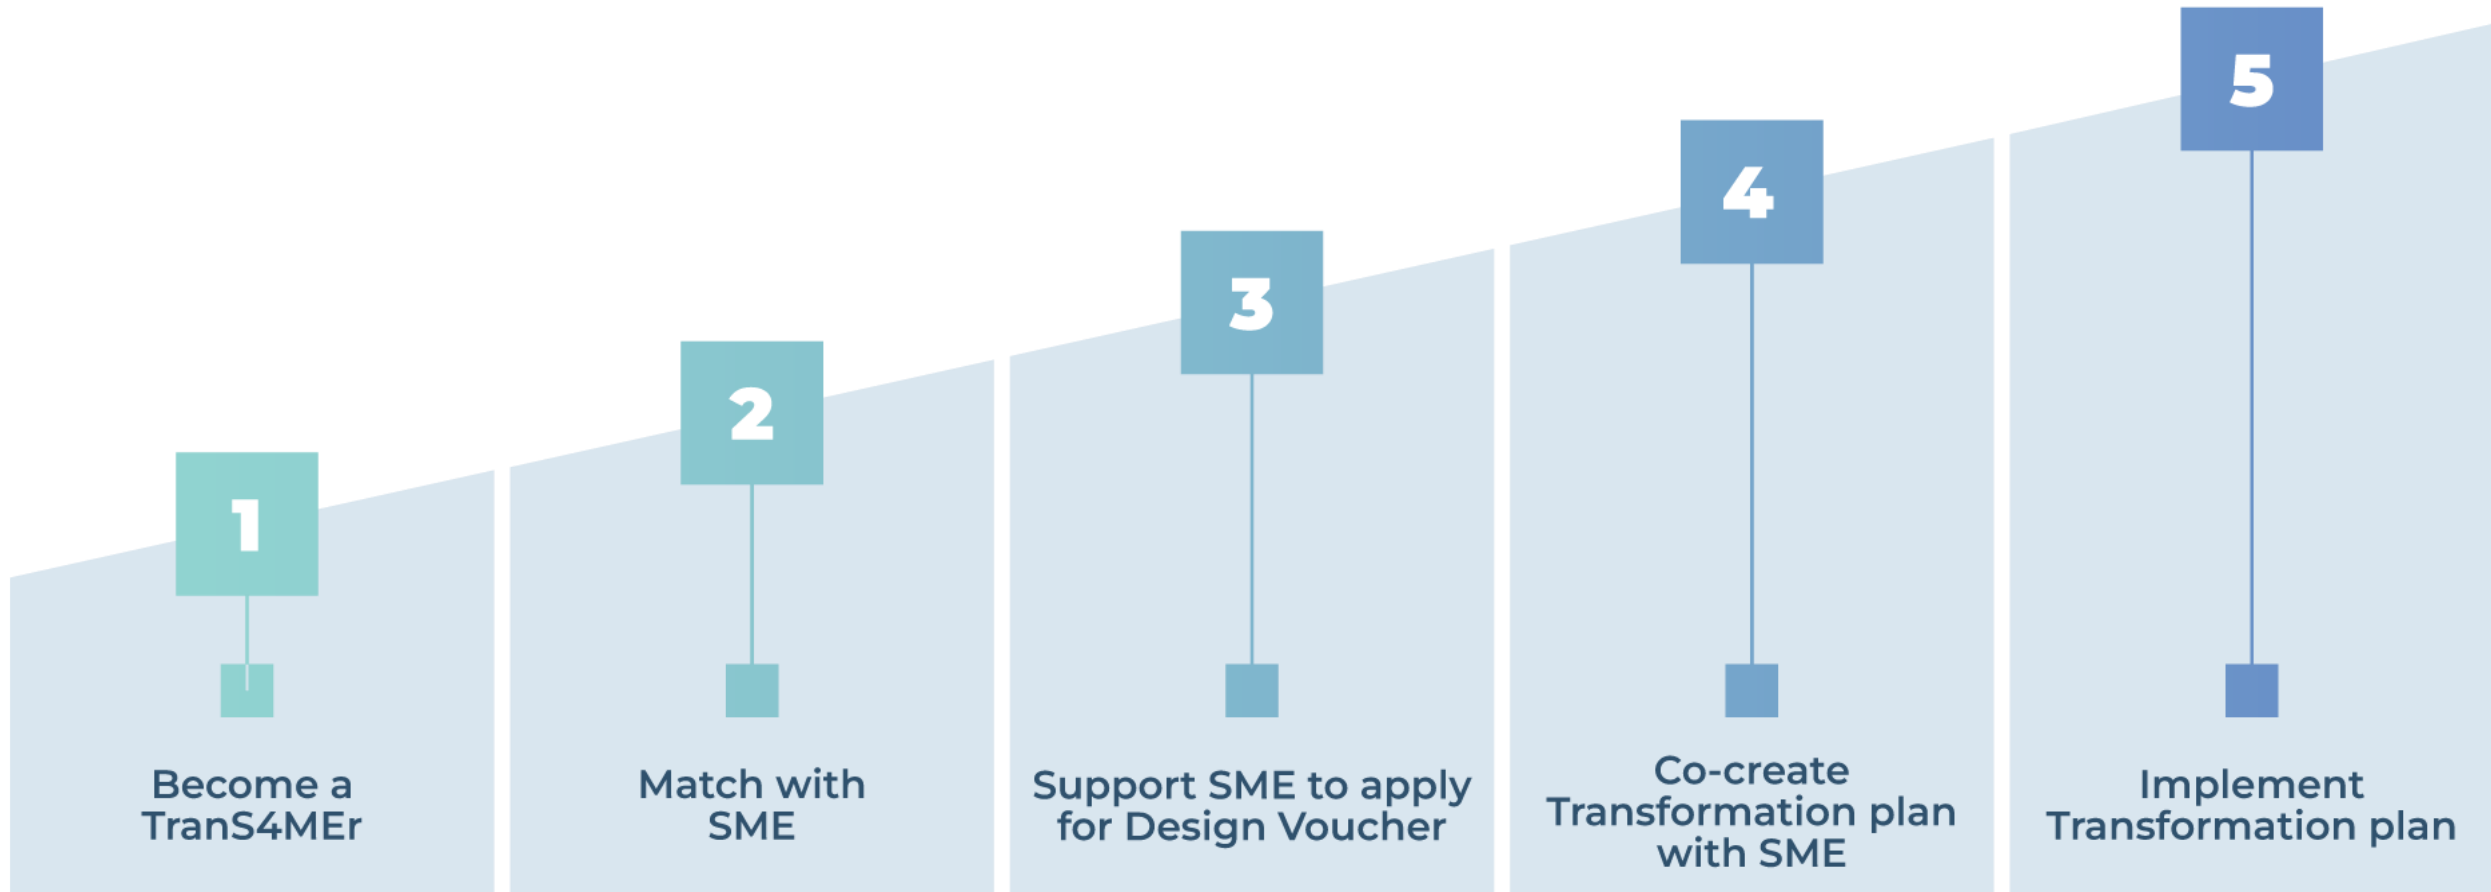 1
Become a
TranS4MEr
2
Match with
SME
3
Support SME to apply
for Design Voucher
4
Co-create
Transformation plan
with SME
5
Implement
Transformation plan